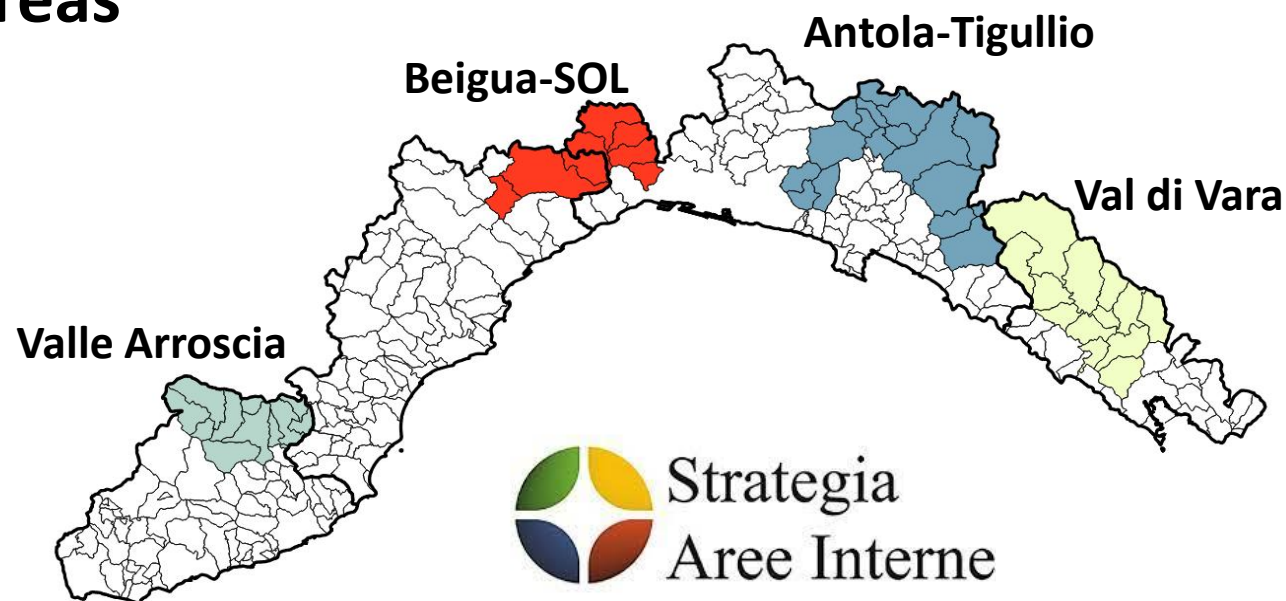 reas
Antola-Tigullio
Beigua-SOL
Val di Vara
Valle Arroscia
Strategia
Aree Interne